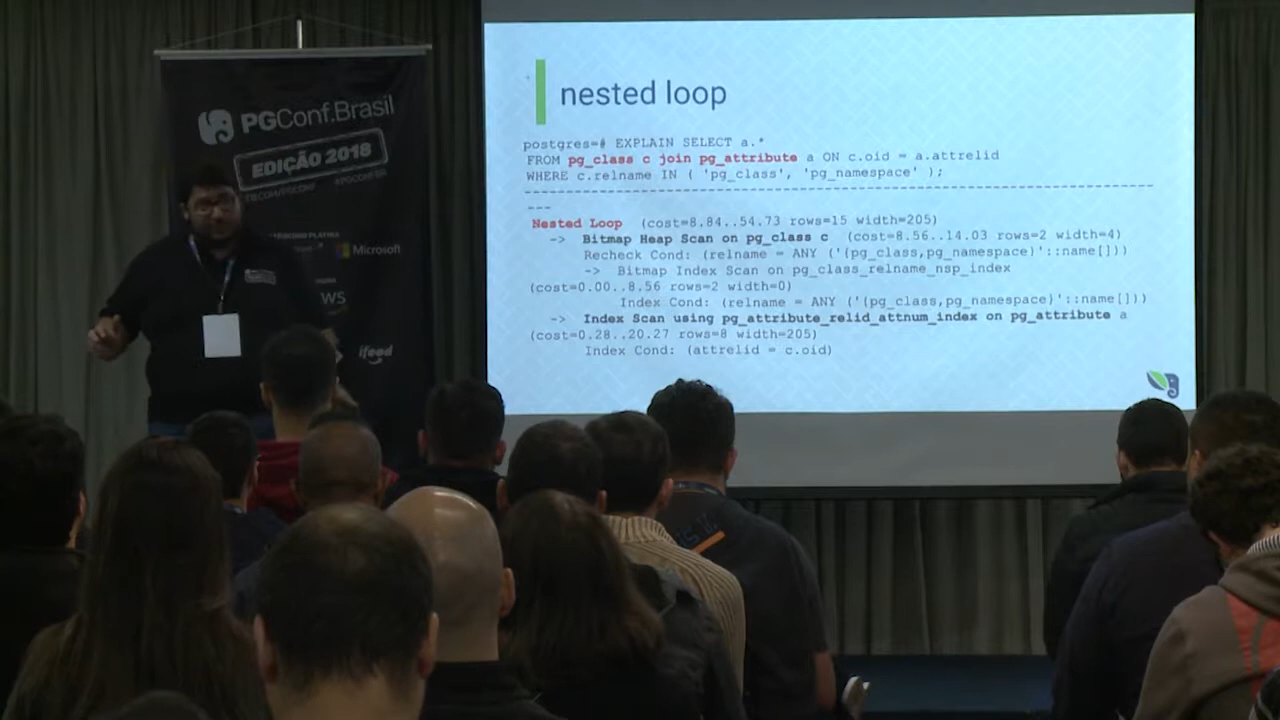 PGConf.Brasil
EDIÇÃO 2018
Microsoft
WS
ifood
nested loop
postgres=# EXPLAIN SELECT a.*
FROM pg_class c join pg_attribute a ON c.oid = a.attrelid
WHERE c.relname IN ( 'pg_class', 'pg_namespace' );
--------------------------------------------------------------------------------
---
Nested Loop (cost=8.84..54.73 rows=15 width=205)
-> Bitmap Heap Scan on pg_class c (cost=8.56..14.03 rows=2 width=4)
Recheck Cond: (relname = ANY ('{pg_class,pg_namespace}'::name[]))
-> Bitmap Index Scan on pg_class_relname_nsp_index
(cost=0.00..8.56 rows=2 width=0)
Index Cond: (relname = ANY ('{pg_class,pg_namespace}'::name[]))
-> Index Scan using pg_attribute_relid_attnum_index on pg_attribute a
(cost=0.28..20.27 rows=8 width=205)
Index Cond: (attrelid = c.oid)